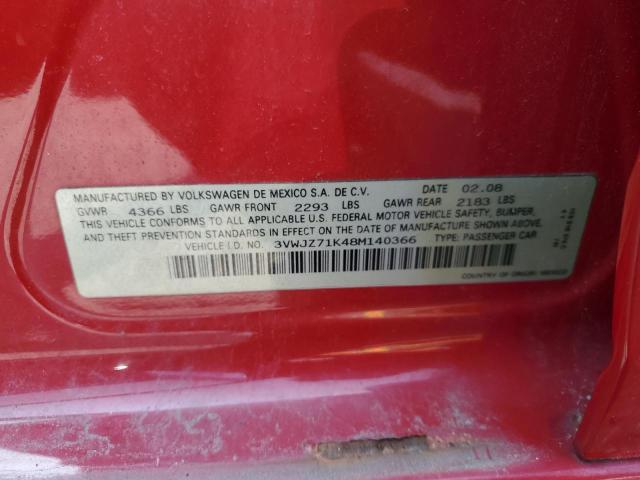 MANUFACTURED BY VOLKSWAGEN DE MEXICO S.A. DE C.V. DATE 02.08
GVWR 4366 LBS GAWR FRONT 2293 LBS GAWR REAR 2183 LBS
THIS VEHICLE CONFORMS TO ALL APPLICABLE U.S. FEDERAL MOTOR VEHICLE SAFETY, BUMPER,
AND THEFT PREVENTION STANDARDS IN EFFECT ON THE DATE OF MANUFACTURE SHOWN ABOVE,
VEHICLE I.D. NO. 3VWJZ71K48M140366 TYPE: PASSENGER CAR
COUNTRY OF ORIGIN: MEXICO